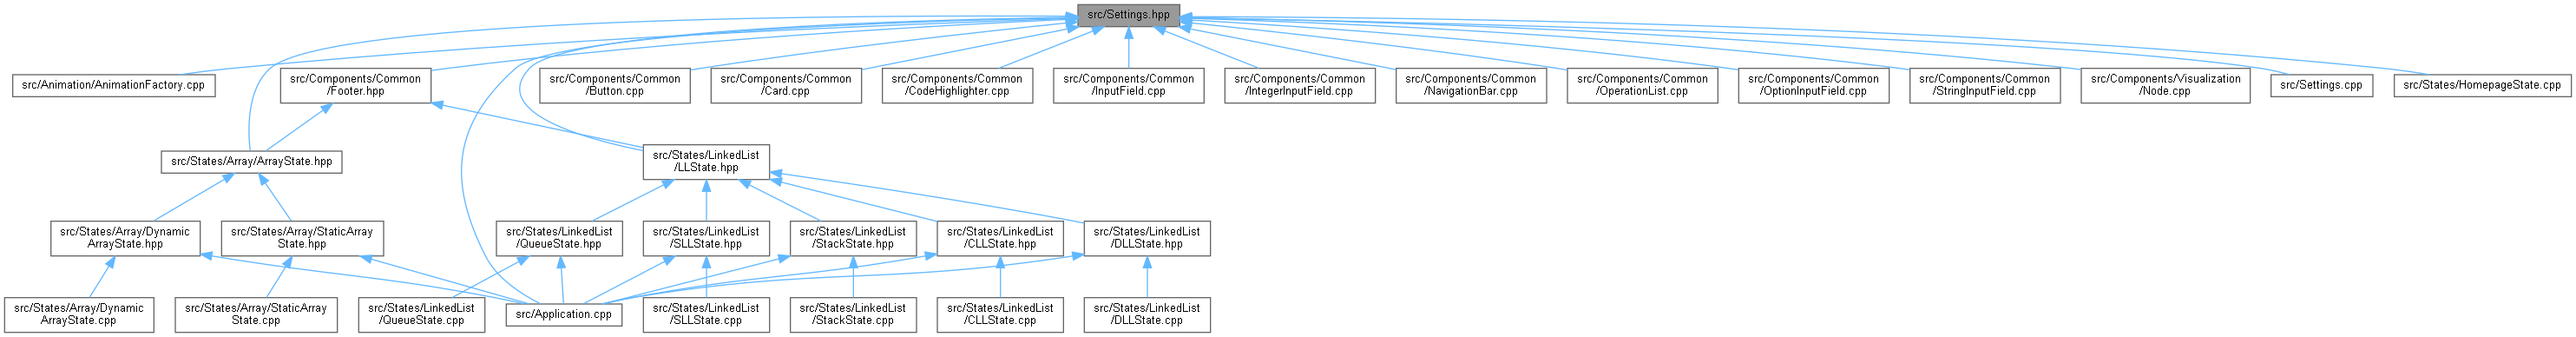 src/Settings.hpp
src/Animation/AnimationFactory.cpp
src/Components/Common
/Footer.hpp
src/Components/Common
/Button.cpp
src/Components/Common
/Card.cpp
src/Components/Common
/CodeHighlighter.cpp
src/Components/Common
/InputField.cpp
src/Components/Common
/IntegerInputField.cpp
src/Components/Common
/NavigationBar.cpp
src/Components/Common
/OperationList.cpp
src/Components/Common
/OptionInputField.cpp
src/Components/Common
/StringInputField.cpp
src/Components/Visualization
/Node.cpp
src/Settings.cpp
src/States/HomepageState.cpp
src/States/Array/ArrayState.hpp
src/States/LinkedList
/LLState.hpp
src/States/Array/Dynamic
ArrayState.hpp
src/States/Array/StaticArray
State.hpp
src/States/LinkedList
/QueueState.hpp
src/States/LinkedList
/SLLState.hpp
src/States/LinkedList
/StackState.hpp
src/States/LinkedList
/CLLState.hpp
src/States/LinkedList
/DLLState.hpp
src/States/Array/Dynamic
ArrayState.cpp
src/States/Array/StaticArray
State.cpp
src/States/LinkedList
/QueueState.cpp
src/Application.cpp
src/States/LinkedList
/SLLState.cpp
src/States/LinkedList
/StackState.cpp
src/States/LinkedList
/CLLState.cpp
src/States/LinkedList
/DLLState.cpp